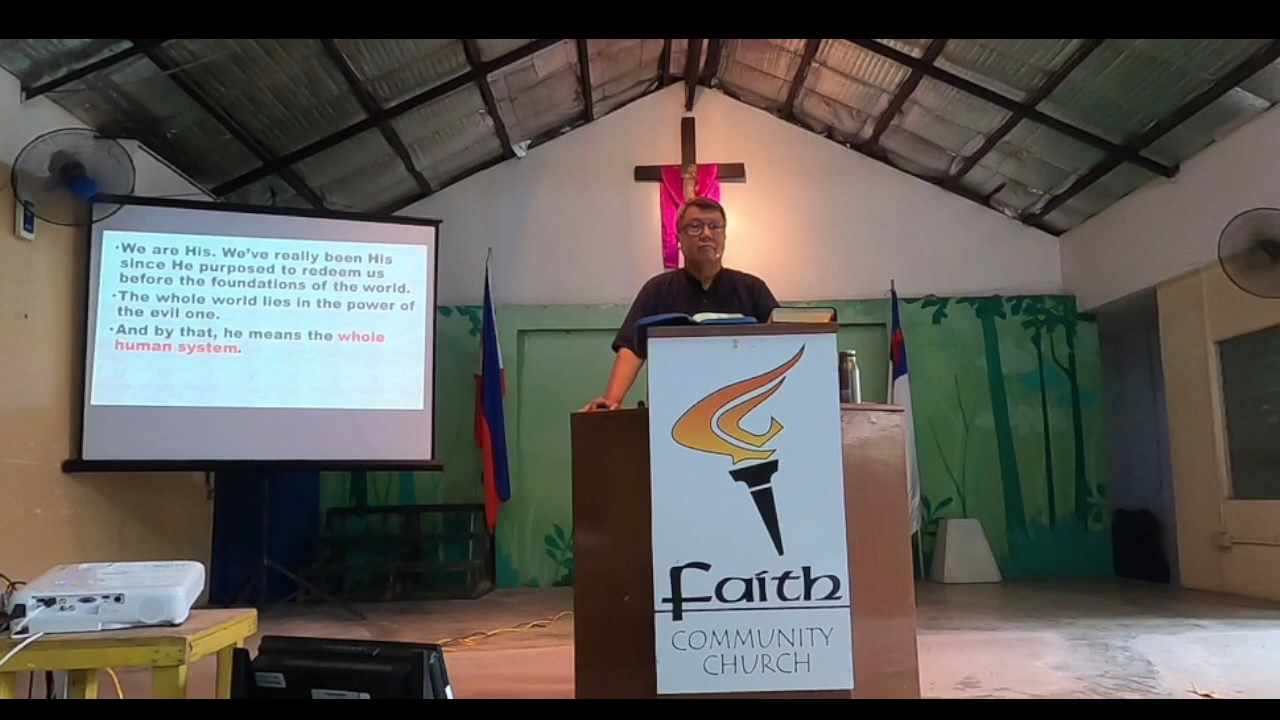 ·We are His. We've really been His
since He purposed to redeem us
before the foundations of the world.
·The whole world lies in the power of
the evil one.
·And by that, he means the whole
human system.
Faith
COMMUNITY
CHURCH